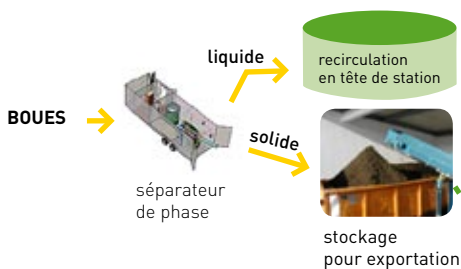 liquide
recirculation
en tête de station
BOUES
solide
séparateur
de phase
stockage
pour exportation